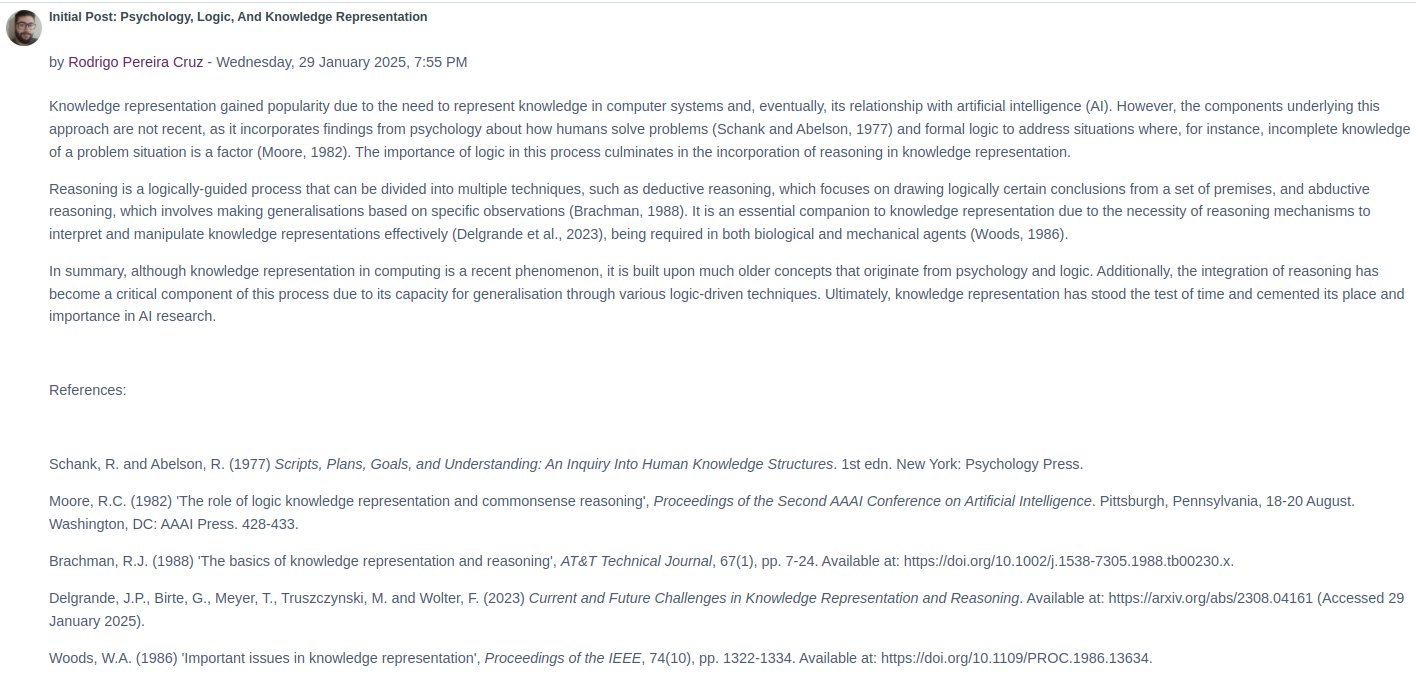 Initial Post: Psychology, Logic, And Knowledge Representation
by Rodrigo Pereira Cruz - Wednesday, 29 January 2025, 7:55 PM
Knowledge representation gained popularity due to the need to represent knowledge in computer systems and, eventually, its relationship with artificial intelligence (AI). However, the components underlying this
approach are not recent, as it incorporates findings from psychology about how humans solve problems (Schank and Abelson, 1977) and formal logic to address situations where, for instance, incomplete knowledge
of a problem situation is a factor (Moore, 1982). The importance of logic in this process culminates in the incorporation of reasoning in knowledge representation.
Reasoning is a logically-guided process that can be divided into multiple techniques, such as deductive reasoning, which focuses on drawing logically certain conclusions from a set of premises, and abductive
reasoning, which involves making generalisations based on specific observations (Brachman, 1988). It is an essential companion to knowledge representation due to the necessity of reasoning mechanisms to
interpret and manipulate knowledge representations effectively (Delgrande et al., 2023), being required in both biological and mechanical agents (Woods, 1986).
In summary, although knowledge representation in computing is a recent phenomenon, it is built upon much older concepts that originate from psychology and logic. Additionally, the integration of reasoning has
become a critical component of this process due to its capacity for generalisation through various logic-driven techniques. Ultimately, knowledge representation has stood the test of time and cemented its place and
importance in AI research.
References:
Schank, R. and Abelson, R. (1977) Scripts, Plans, Goals, and Understanding: An Inquiry Into Human Knowledge Structures. 1st edn. New York: Psychology Press.
Moore, R.C. (1982) 'The role of logic knowledge representation and commonsense reasoning', Proceedings of the Second AAAI Conference on Artificial Intelligence. Pittsburgh, Pennsylvania, 18-20 August.
Washington, DC: AAAI Press. 428-433.
Brachman, R.J. (1988) 'The basics of knowledge representation and reasoning', AT&T Technical Journal, 67(1), pp. 7-24. Available at: https://doi.org/10.1002/j.1538-7305.1988.tb00230.x.
Delgrande, J.P., Birte, G., Meyer, T., Truszczynski, M. and Wolter, F. (2023) Current and Future Challenges in Knowledge Representation and Reasoning. Available at: https://arxiv.org/abs/2308.04161 (Accessed 29
January 2025).
Woods, W.A. (1986) 'Important issues in knowledge representation', Proceedings of the IEEE, 74(10), pp. 1322-1334. Available at: https://doi.org/10.1109/PROC.1986.13634.